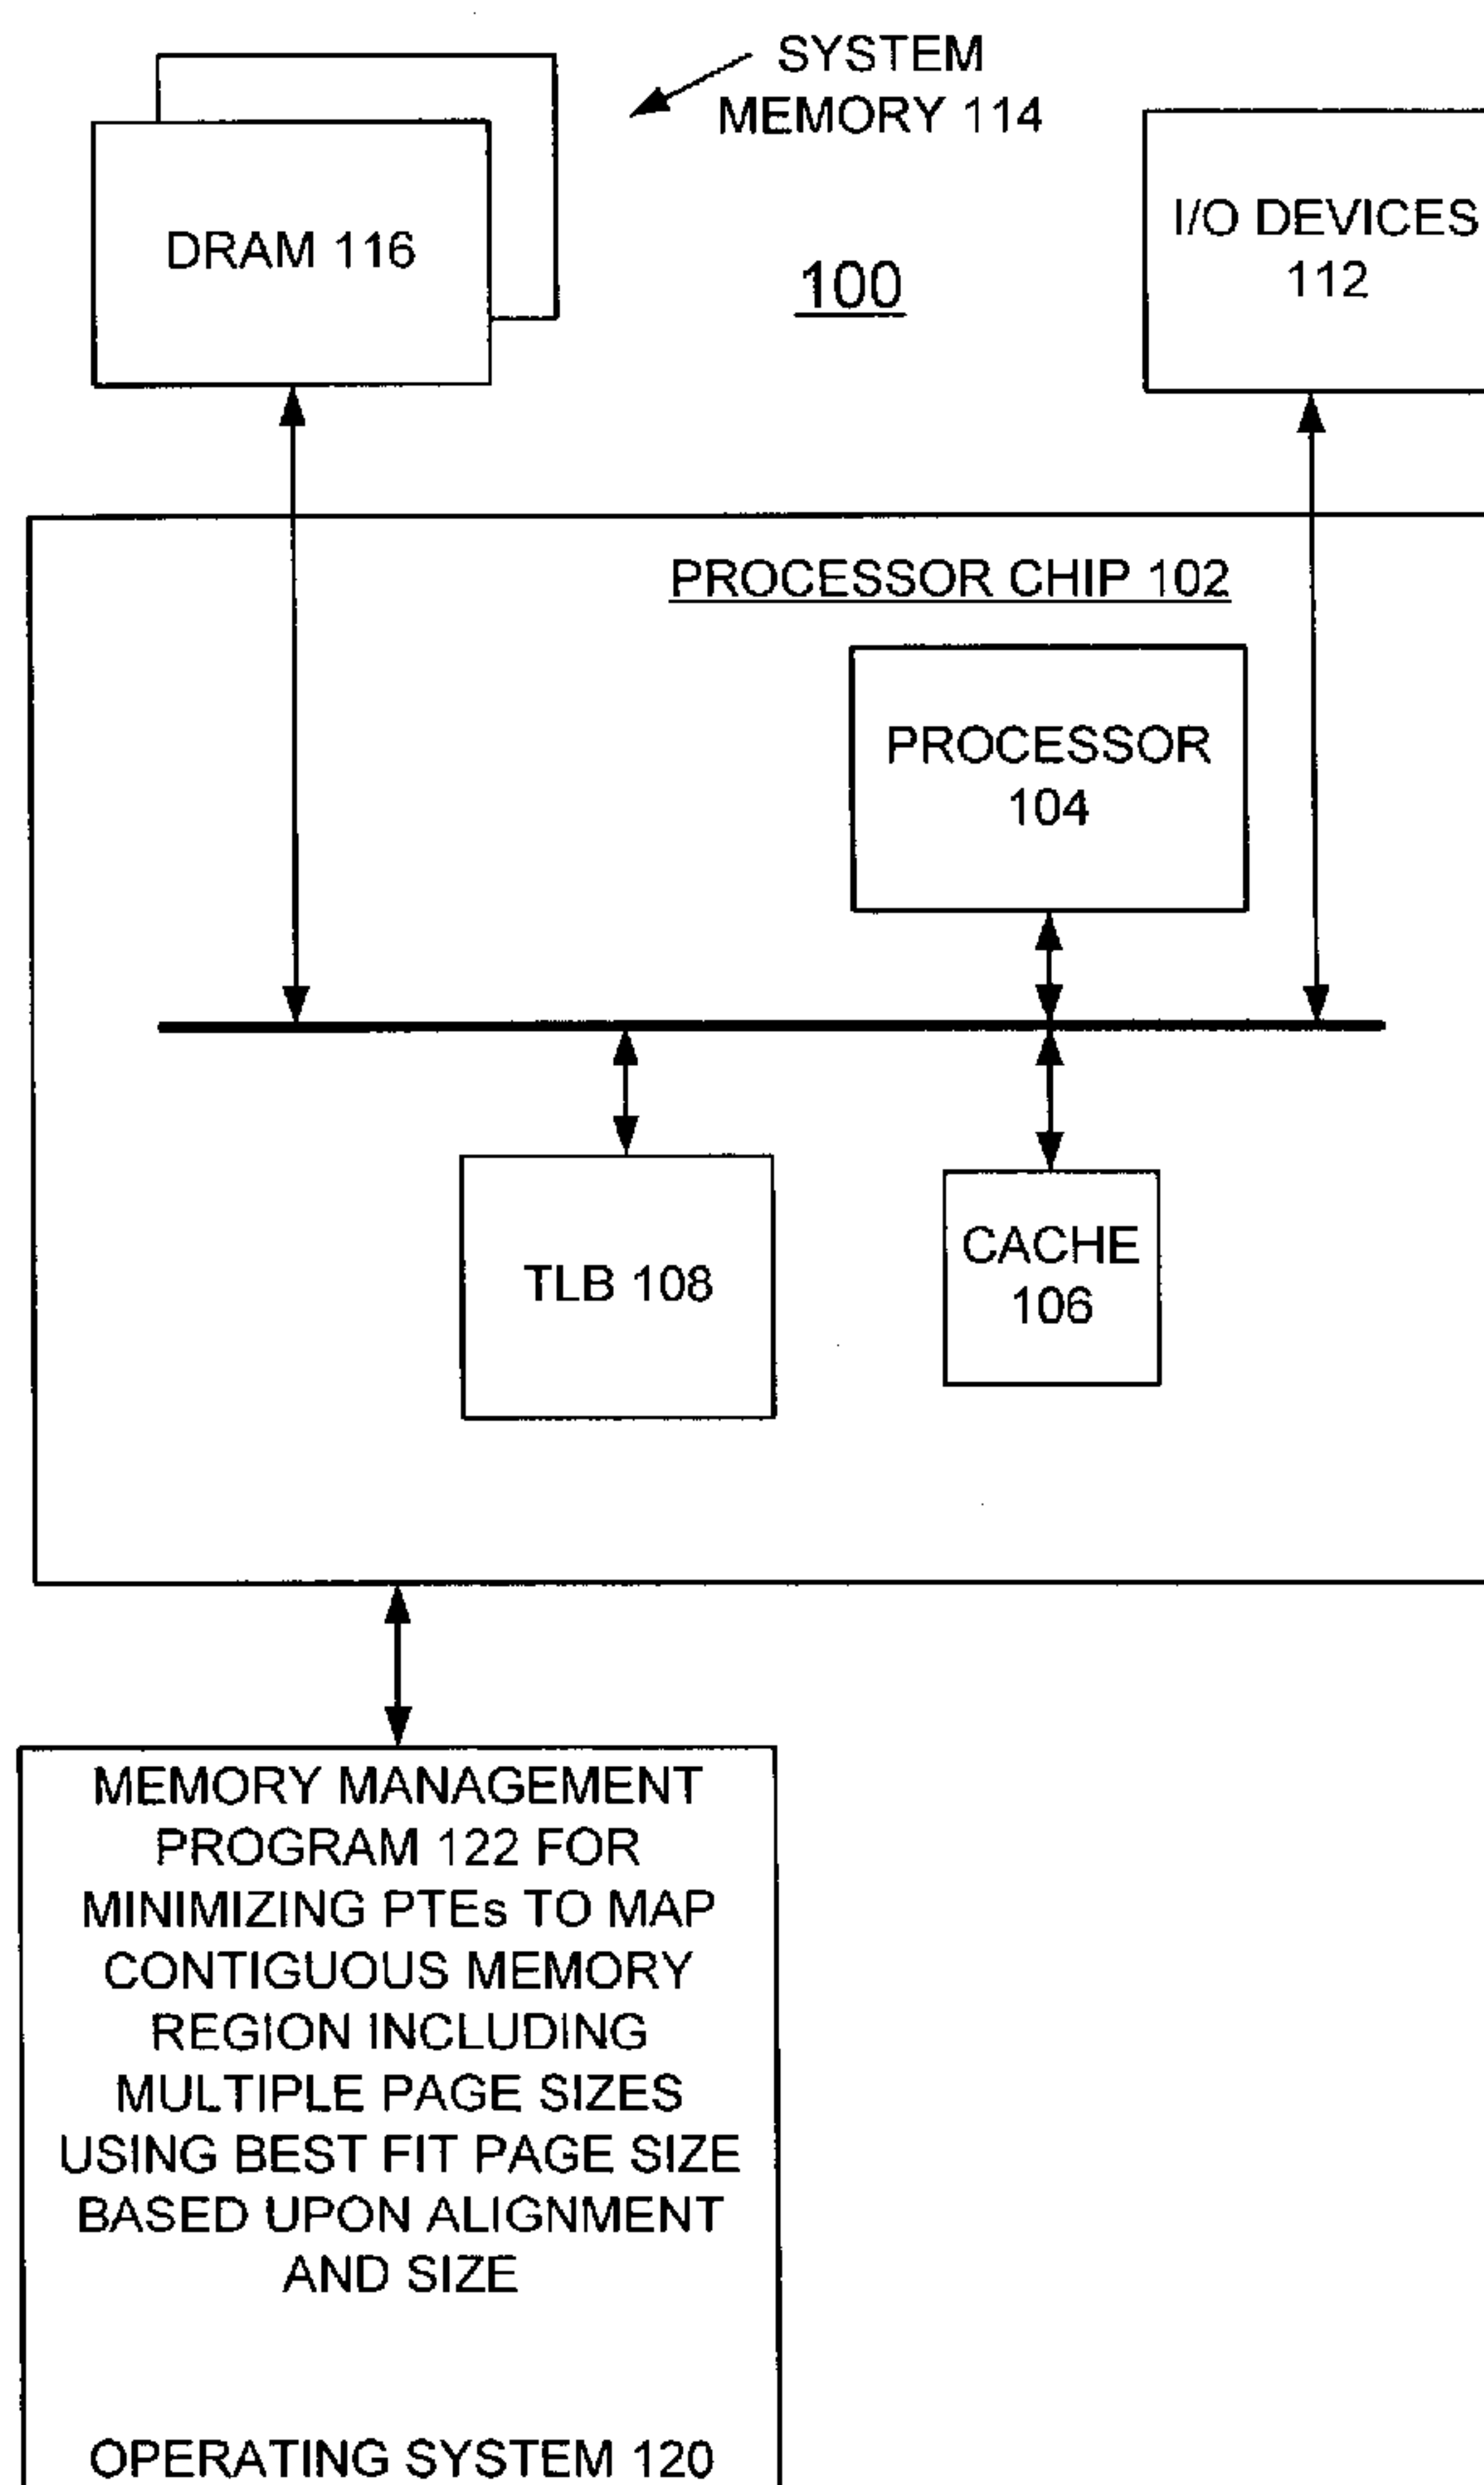 SYSTEM
MEMORY 114
DRAM 116
100
I/O DEVICES
112
PROCESSOR CHIP 102
PROCESSOR
104
TLB 108
CACHE
106
MEMORY MANAGEMENT
PROGRAM 122 FOR
MINIMIZING PTEs TO MAP
CONTIGUOUS MEMORY
REGION INCLUDING
MULTIPLE PAGE SIZES
USING BEST FIT PAGE SIZE
BASED UPON ALIGNMENT
AND SIZE
OPERATING SYSTEM 120